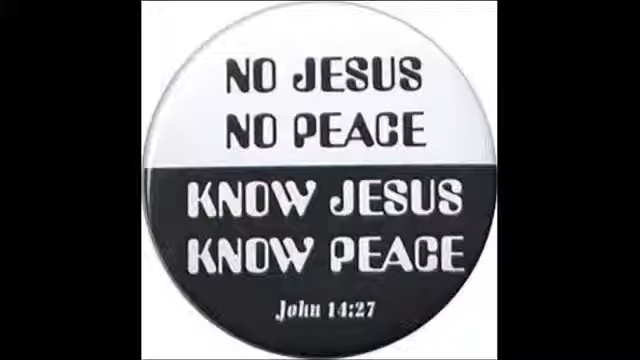 NO JESUS
NO PEACE
KNOW JESUS
KNOW PEACE
John 14:27